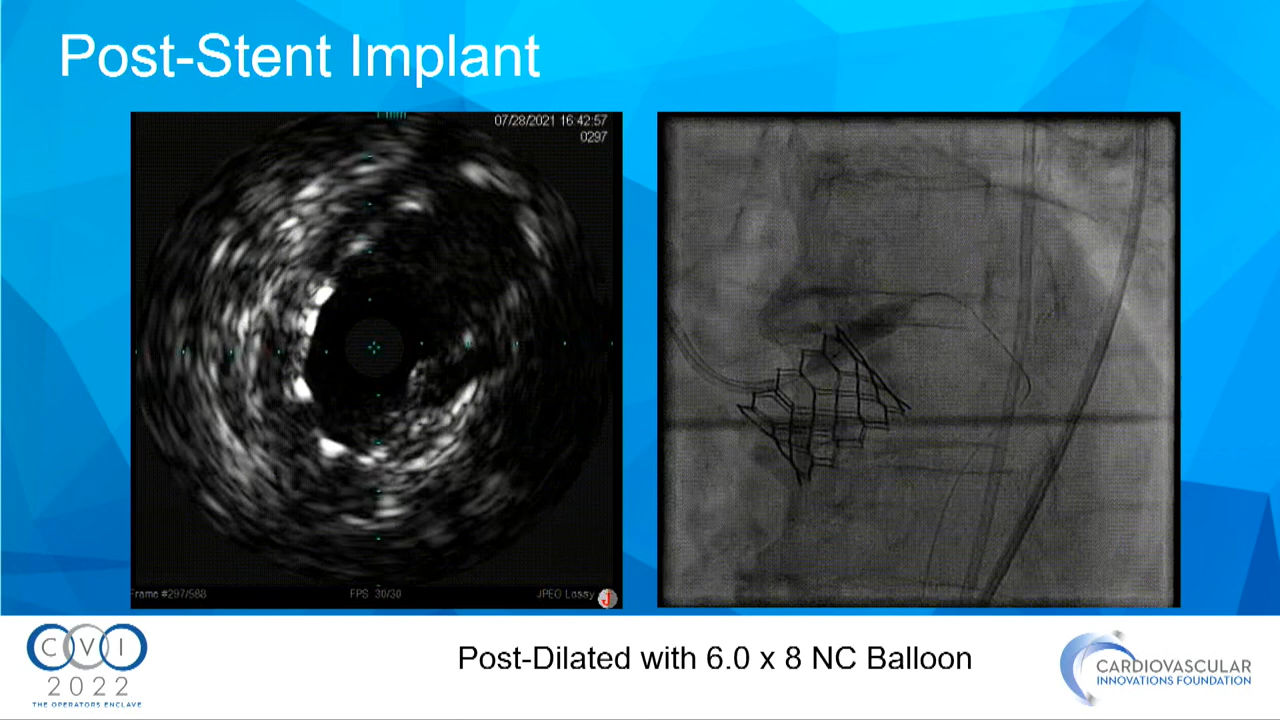 Post-Stent Implant
07/28/2021 16:42:57
0297
Frame #297/588 FPS 30/30 JPEG Lossy
J
CVI
2022
THE OPERATORS ENCLAVE
Post-Dilated with 6.0 x 8 NC Balloon
CARDIOVASCULAR
INNOVATIONS FOUNDATION